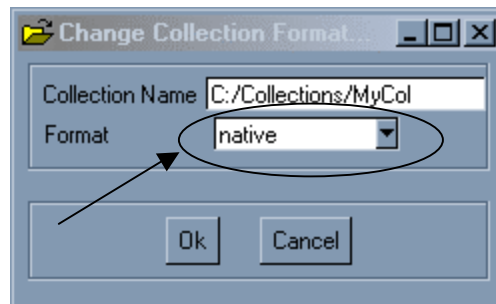 Change Collection Format...
Collection Name C:/Collections/MyCol
Format native
Ok Cancel